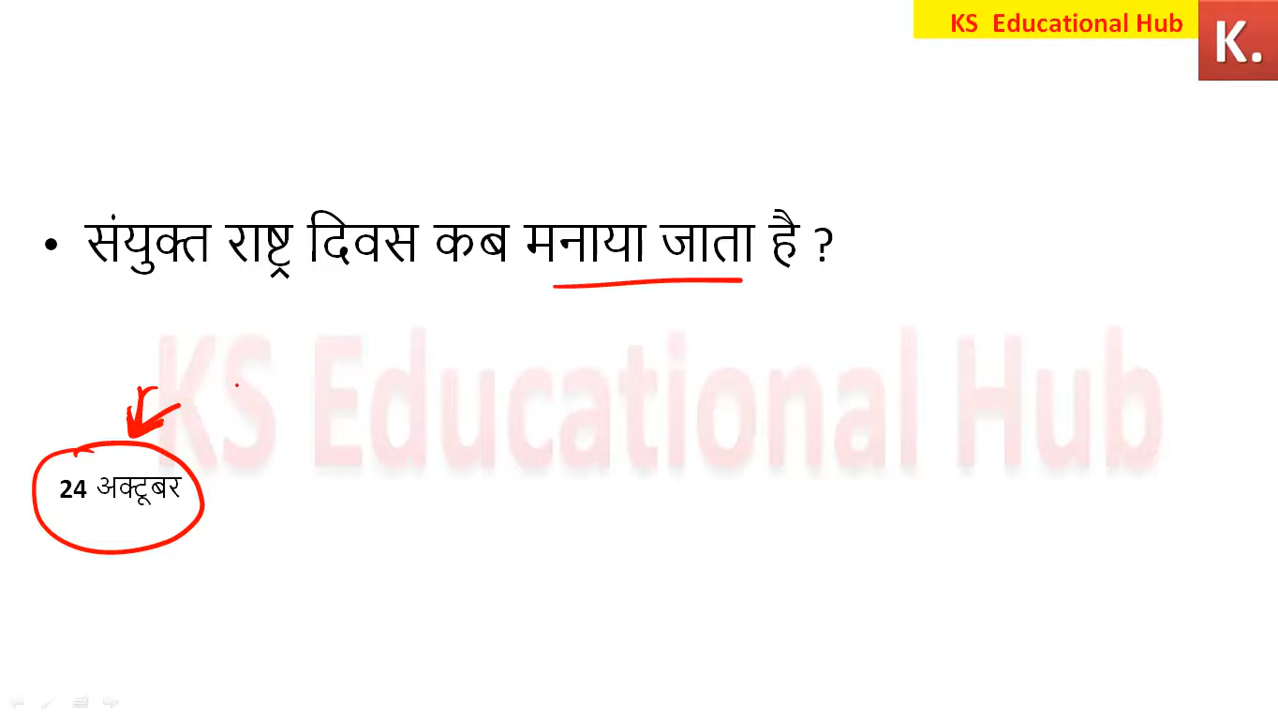 KS Educational Hub
K.
• संयुक्त राष्ट्र दिवस कब मनाया जाता है ?
KS Educational Hub
24 अक्टूबर